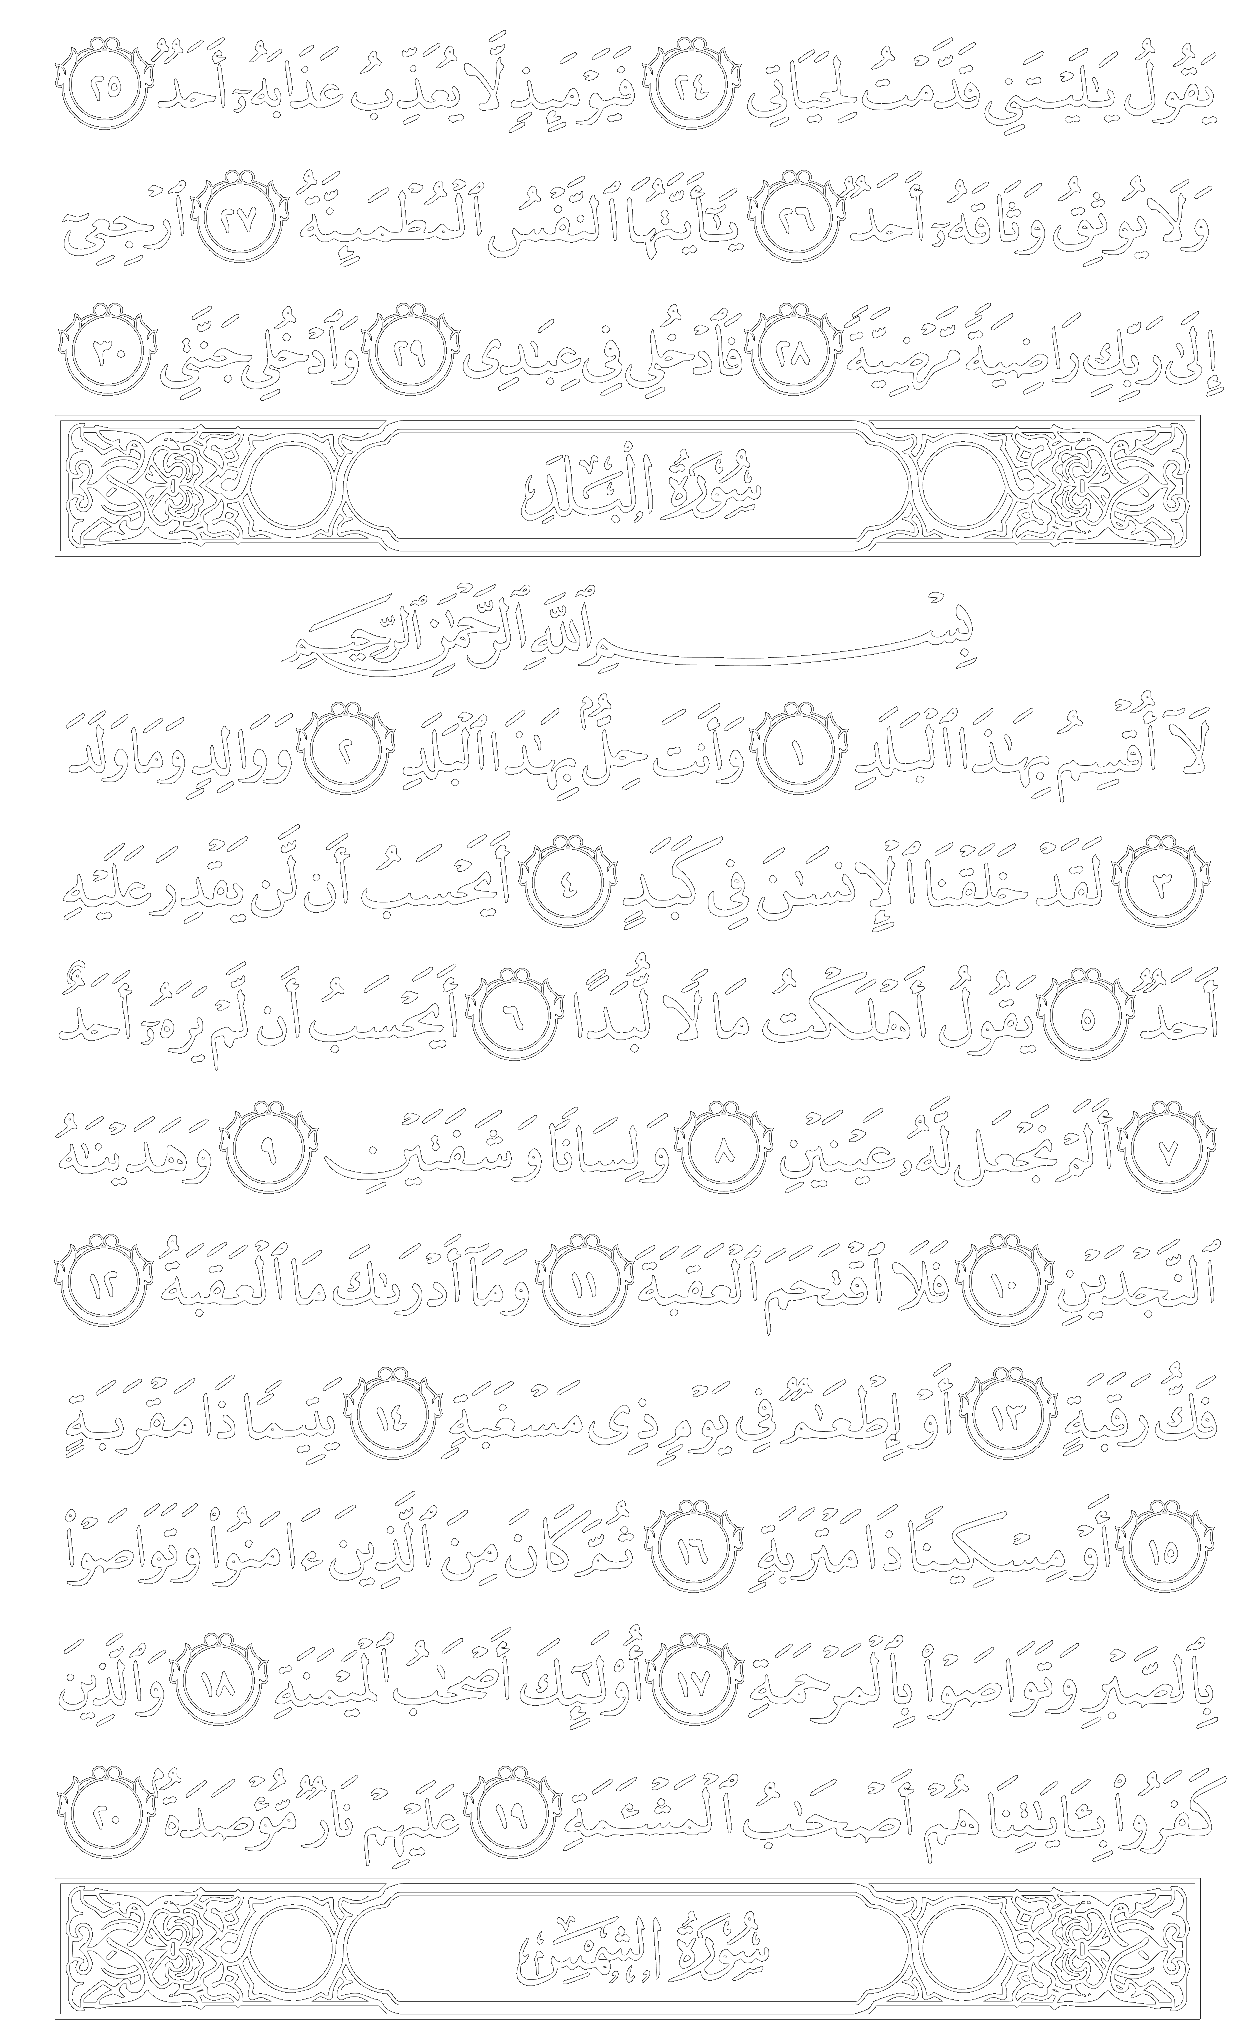 يَقُولُ يَٰلَيْتَنِى قَدَّمْتُ لِحَيَاتِى ٢٤ فَيَوْمَئِذٍ لَّا يُعَذِّبُ عَذَابَهُۥٓ أَحَدٌ ٢٥
وَلَا يُوثِقُ وَثَاقَهُۥٓ أَحَدٌ ٢٦ يَٰٓأَيَّتُهَا ٱلنَّفْسُ ٱلْمُطْمَئِنَّةُ ٢٧ ٱرْجِعِىٓ
إِلَىٰ رَبِّكِ رَاضِيَةً مَّرْضِيَّةً ٢٨ فَٱدْخُلِى فِى عِبَٰدِى ٢٩ وَٱدْخُلِى جَنَّتِى ٣٠
سُورَةُ الْبَلَدِ
بِسْمِ ٱللَّهِ ٱلرَّحْمَٰنِ ٱلرَّحِيمِ
لَآ أُقْسِمُ بِهَٰذَا ٱلْبَلَدِ ١ وَأَنتَ حِلٌّۢ بِهَٰذَا ٱلْبَلَدِ ٢ وَوَالِدٍ وَمَا وَلَدَ
٣ لَقَدْ خَلَقْنَا ٱلْإِنسَٰنَ فِى كَبَدٍ ٤ أَيَحْسَبُ أَن لَّن يَقْدِرَ عَلَيْهِ
أَحَدٌ ٥ يَقُولُ أَهْلَكْتُ مَالًا لُّبَدًا ٦ أَيَحْسَبُ أَن لَّمْ يَرَهُۥٓ أَحَدٌ
٧ أَلَمْ نَجْعَل لَّهُۥ عَيْنَيْنِ ٨ وَلِسَانًا وَشَفَتَيْنِ ٩ وَهَدَيْنَٰهُ
ٱلنَّجْدَيْنِ ١٠ فَلَا ٱقْتَحَمَ ٱلْعَقَبَةَ ١١ وَمَآ أَدْرَىٰكَ مَا ٱلْعَقَبَةُ ١٢
فَكُّ رَقَبَةٍ ١٣ أَوْ إِطْعَٰمٌ فِى يَوْمٍ ذِى مَسْغَبَةٍ ١٤ يَتِيمًا ذَا مَقْرَبَةٍ
١٥ أَوْ مِسْكِينًا ذَا مَتْرَبَةٍ ١٦ ثُمَّ كَانَ مِنَ ٱلَّذِينَ ءَامَنُوا۟ وَتَوَاصَوْا۟
بِٱلصَّبْرِ وَتَوَاصَوْا۟ بِٱلْمَرْحَمَةِ ١٧ أُو۟لَٰٓئِكَ أَصْحَٰبُ ٱلْمَيْمَنَةِ ١٨ وَٱلَّذِينَ
كَفَرُوا۟ بِـَٔايَٰتِنَا هُمْ أَصْحَٰبُ ٱلْمَشْـَٔمَةِ ١٩ عَلَيْهِمْ نَارٌ مُّؤْصَدَةٌۢ ٢٠
سُورَةُ الشَّمْسِ